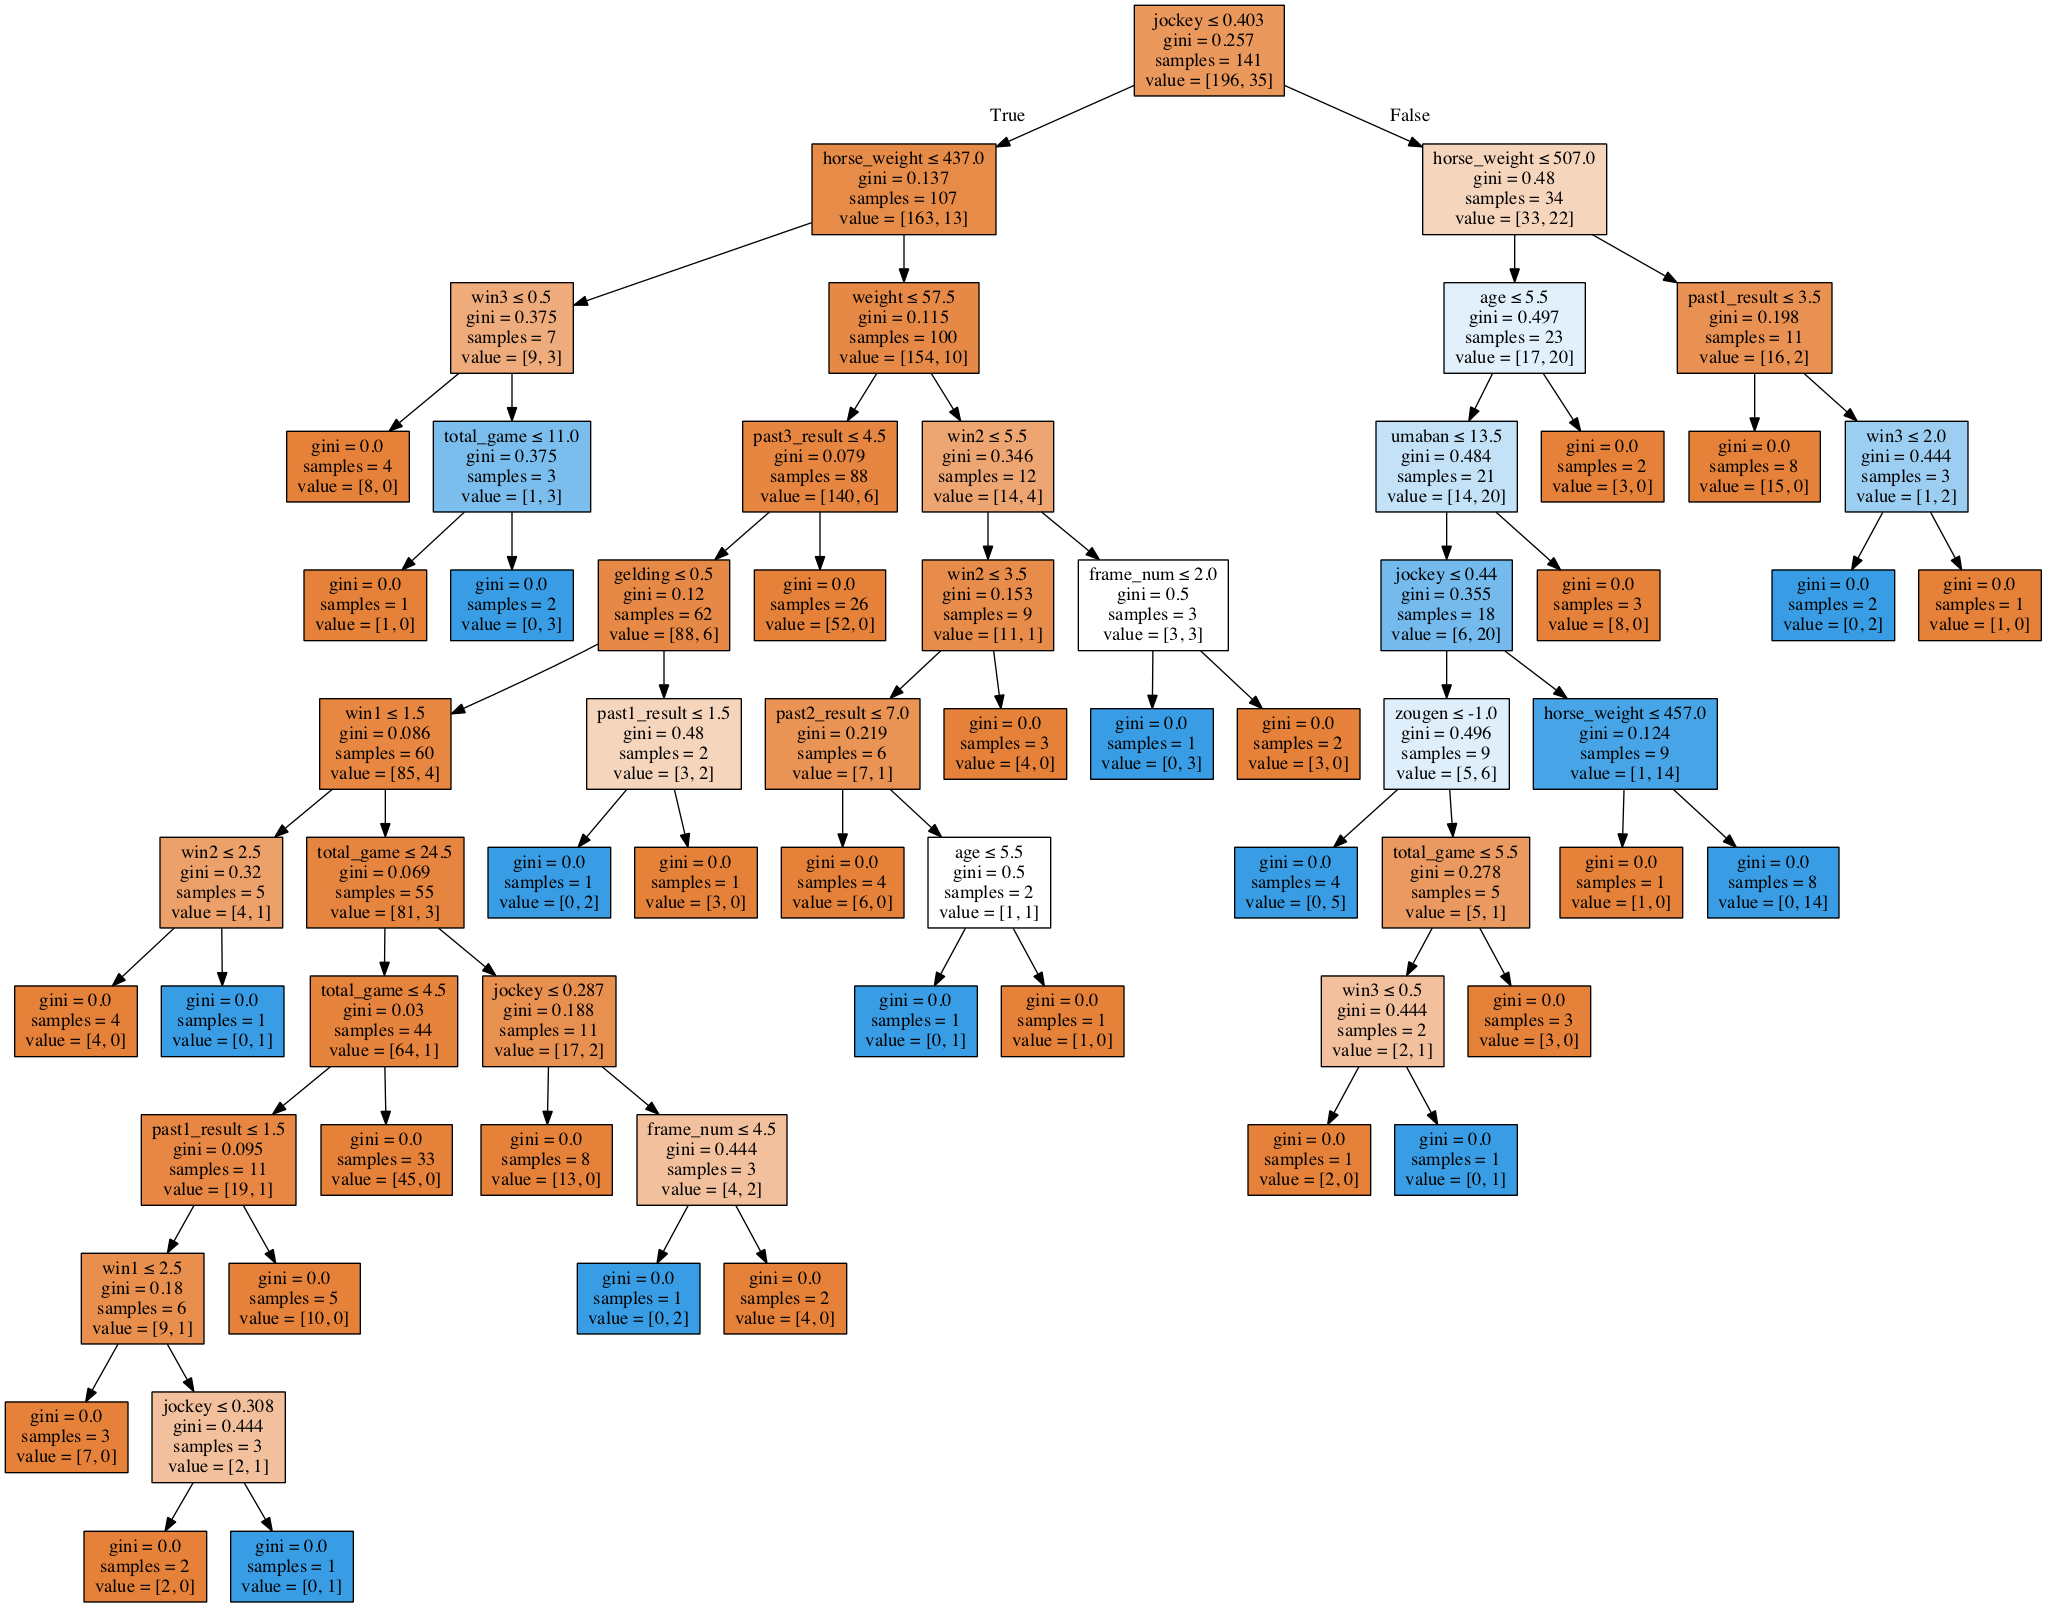 jockey ≤ 0.403
gini = 0.257
samples = 141
value = [196, 35]
True
False
horse_weight ≤ 437.0
gini = 0.137
samples = 107
value = [163, 13]
horse_weight ≤ 507.0
gini = 0.48
samples = 34
value = [33, 22]
win3 ≤ 0.5
gini = 0.375
samples = 7
value = [9, 3]
weight ≤ 57.5
gini = 0.115
samples = 100
value = [154, 10]
age ≤ 5.5
gini = 0.497
samples = 23
value = [17, 20]
past1_result ≤ 3.5
gini = 0.198
samples = 11
value = [16, 2]
gini = 0.0
samples = 4
value = [8, 0]
total_game ≤ 11.0
gini = 0.375
samples = 3
value = [1, 3]
past3_result ≤ 4.5
gini = 0.079
samples = 88
value = [140, 6]
win2 ≤ 5.5
gini = 0.346
samples = 12
value = [14, 4]
umaban ≤ 13.5
gini = 0.484
samples = 21
value = [14, 20]
gini = 0.0
samples = 2
value = [3, 0]
gini = 0.0
samples = 8
value = [15, 0]
win3 ≤ 2.0
gini = 0.444
samples = 3
value = [1, 2]
gini = 0.0
samples = 1
value = [1, 0]
gini = 0.0
samples = 2
value = [0, 3]
gelding ≤ 0.5
gini = 0.12
samples = 62
value = [88, 6]
gini = 0.0
samples = 26
value = [52, 0]
win2 ≤ 3.5
gini = 0.153
samples = 9
value = [11, 1]
frame_num ≤ 2.0
gini = 0.5
samples = 3
value = [3, 3]
jockey ≤ 0.44
gini = 0.355
samples = 18
value = [6, 20]
gini = 0.0
samples = 3
value = [8, 0]
gini = 0.0
samples = 2
value = [0, 2]
gini = 0.0
samples = 1
value = [1, 0]
win1 ≤ 1.5
gini = 0.086
samples = 60
value = [85, 4]
past1_result ≤ 1.5
gini = 0.48
samples = 2
value = [3, 2]
past2_result ≤ 7.0
gini = 0.219
samples = 6
value = [7, 1]
gini = 0.0
samples = 3
value = [4, 0]
gini = 0.0
samples = 1
value = [0, 3]
gini = 0.0
samples = 2
value = [3, 0]
zougen ≤ -1.0
gini = 0.496
samples = 9
value = [5, 6]
horse_weight ≤ 457.0
gini = 0.124
samples = 9
value = [1, 14]
win2 ≤ 2.5
gini = 0.32
samples = 5
value = [4, 1]
total_game ≤ 24.5
gini = 0.069
samples = 55
value = [81, 3]
gini = 0.0
samples = 1
value = [0, 2]
gini = 0.0
samples = 1
value = [3, 0]
gini = 0.0
samples = 4
value = [6, 0]
age ≤ 5.5
gini = 0.5
samples = 2
value = [1, 1]
gini = 0.0
samples = 4
value = [0, 5]
total_game ≤ 5.5
gini = 0.278
samples = 5
value = [5, 1]
gini = 0.0
samples = 1
value = [1, 0]
gini = 0.0
samples = 8
value = [0, 14]
gini = 0.0
samples = 4
value = [4, 0]
gini = 0.0
samples = 1
value = [0, 1]
total_game ≤ 4.5
gini = 0.03
samples = 44
value = [64, 1]
jockey ≤ 0.287
gini = 0.188
samples = 11
value = [17, 2]
gini = 0.0
samples = 1
value = [0, 1]
gini = 0.0
samples = 1
value = [1, 0]
win3 ≤ 0.5
gini = 0.444
samples = 2
value = [2, 1]
gini = 0.0
samples = 3
value = [3, 0]
past1_result ≤ 1.5
gini = 0.095
samples = 11
value = [19, 1]
gini = 0.0
samples = 33
value = [45, 0]
gini = 0.0
samples = 8
value = [13, 0]
frame_num ≤ 4.5
gini = 0.444
samples = 3
value = [4, 2]
gini = 0.0
samples = 1
value = [2, 0]
gini = 0.0
samples = 1
value = [0, 1]
win1 ≤ 2.5
gini = 0.18
samples = 6
value = [9, 1]
gini = 0.0
samples = 5
value = [10, 0]
gini = 0.0
samples = 1
value = [0, 2]
gini = 0.0
samples = 2
value = [4, 0]
gini = 0.0
samples = 3
value = [7, 0]
jockey ≤ 0.308
gini = 0.444
samples = 3
value = [2, 1]
gini = 0.0
samples = 2
value = [2, 0]
gini = 0.0
samples = 1
value = [0, 1]